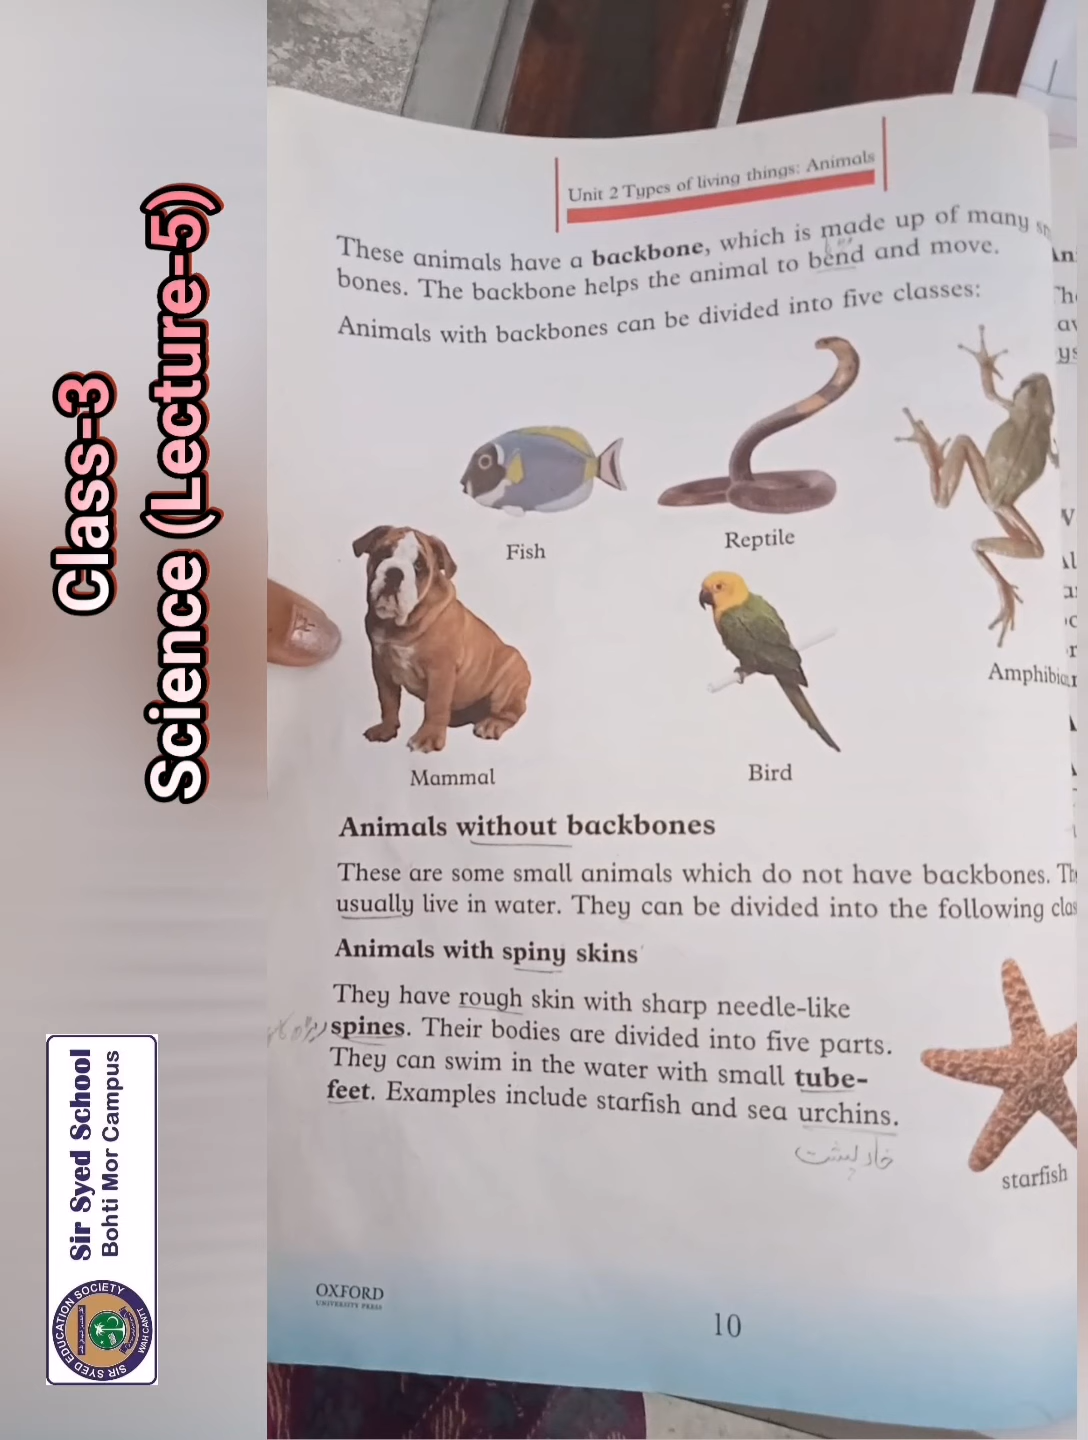 Class-3
Science (Lecture-5)
Sir Syed School
Bohti Mor Campus
SIR SYED EDUCATION SOCIETY
WAH CANTT
Unit 2 Types of living things: Animals
These animals have a backbone, which is made up of many
bones. The backbone helps the animal to bend and move.
Animals with backbones can be divided into five classes:
Fish
Reptile
Mammal
Bird
Animals without backbones
These are some small animals which do not have backbones.
usually live in water. They can be divided into the following
Animals with spiny skins
They have rough skin with sharp needle-like
spines. Their bodies are divided into five parts.
They can swim in the water with small tube-
feet. Examples include starfish and sea urchins.
خار پشت
starfish
OXFORD
UNIVERSITY PRESS
10